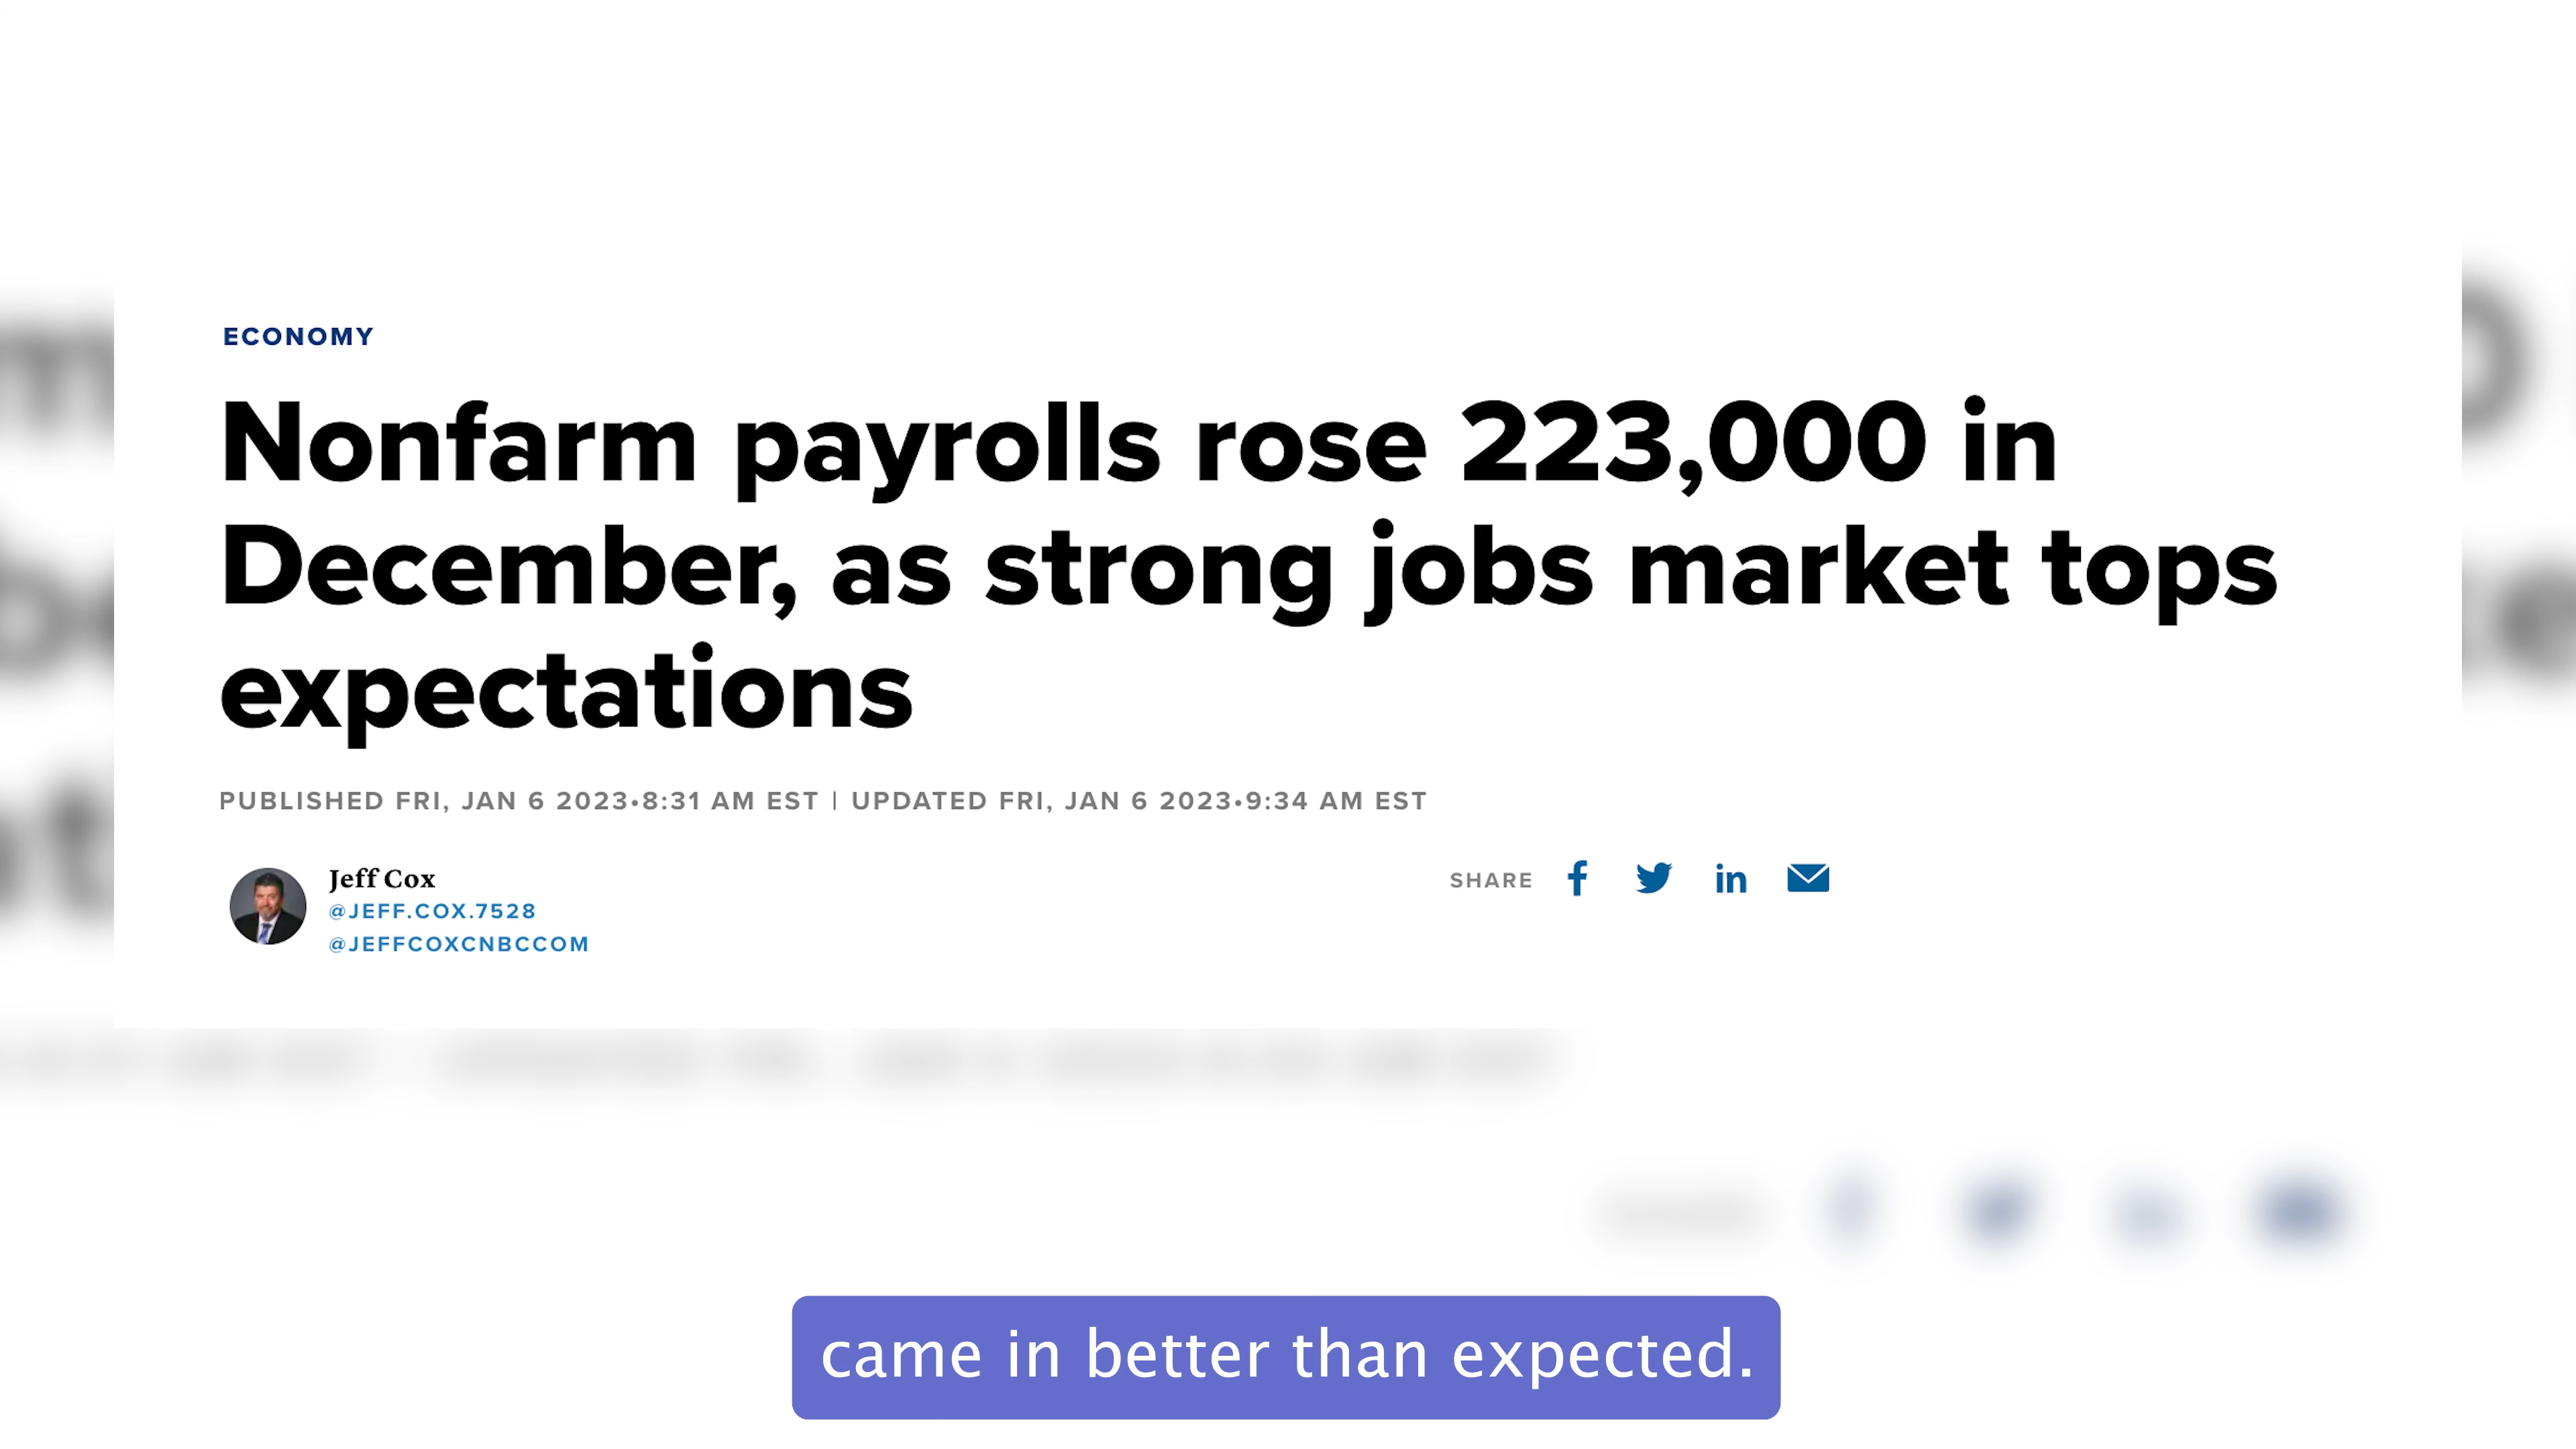 ECONOMY
Nonfarm payrolls rose 223,000 in
December, as strong jobs market tops
expectations
PUBLISHED FRI, JAN 6 2023•8:31 AM EST | UPDATED FRI, JAN 6 2023•9:34 AM EST
Jeff Cox
@JEFF.COX.7528
@JEFFCOXCNBCCOM
SHARE
came in better than expected.